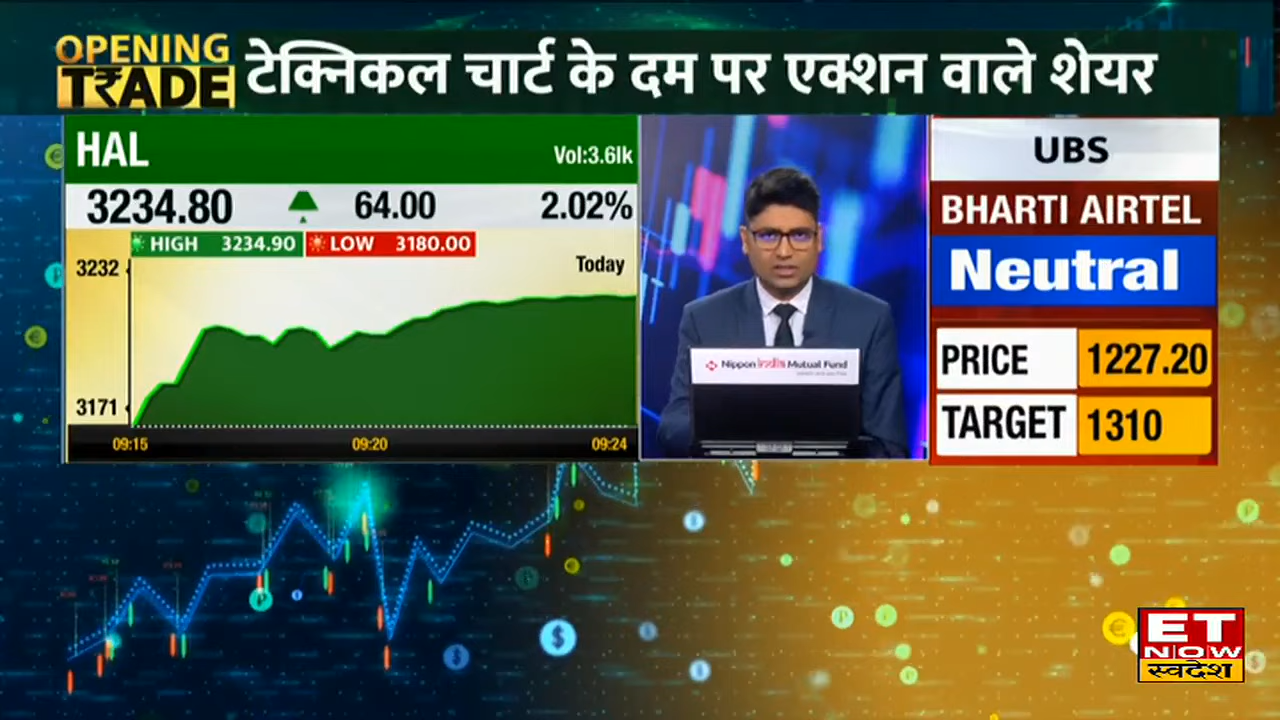 OPENING
TRADE
टेक्निकल चार्ट के दम पर एक्शन वाले शेयर
HAL
Vol:3.6lk
3234.80 64.00 2.02%
HIGH 3234.90 LOW 3180.00
Today
3232
3171
09:15 09:20 09:24
Nippon india Mutual Fund
UBS
BHARTI AIRTEL
Neutral
PRICE 1227.20
TARGET 1310
ET
NOW
स्वदेश